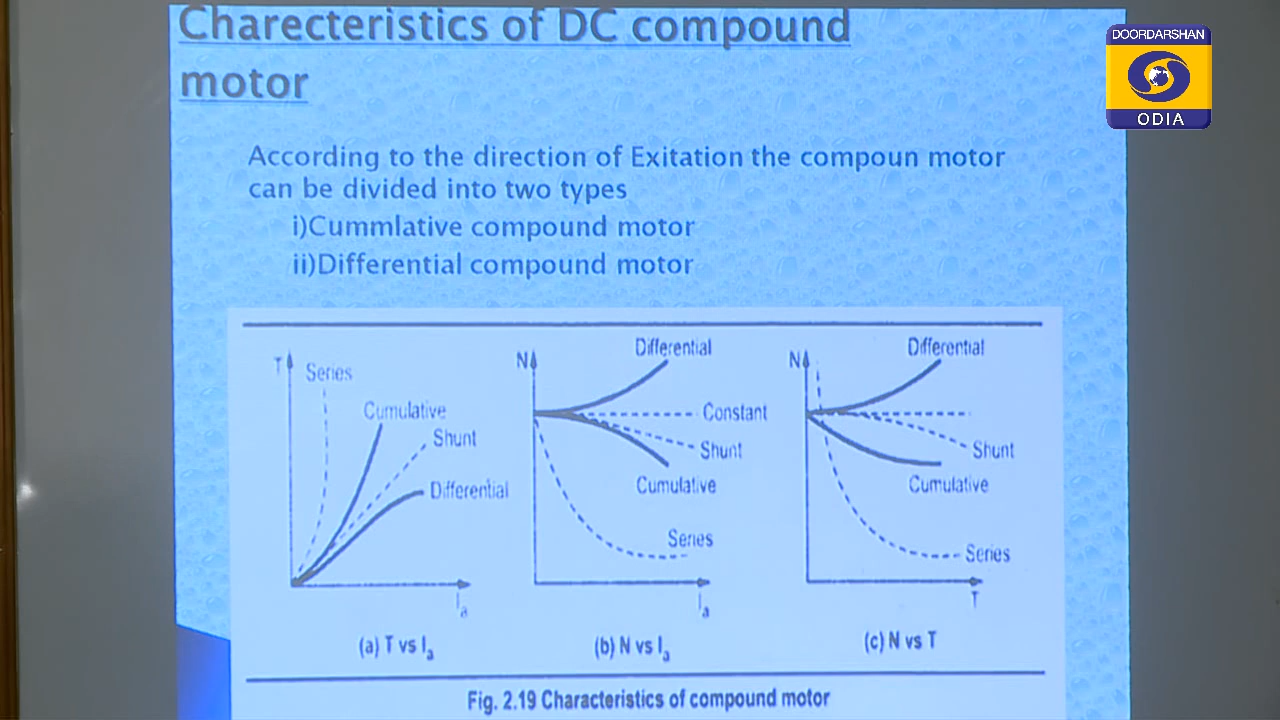 Charecteristics of DC compound
motor
DOORDARSHAN
ODIA
According to the direction of Exitation the compoun motor
can be divided into two types
i)Cummlative compound motor
ii)Differential compound motor
T
Series
Cumulative
Shunt
Differential
Ia
(a) T vs Ia
N
Differential
Constant
Shunt
Cumulative
Series
Ia
(b) N vs Ia
N
Differential
Shunt
Cumulative
Series
T
(c) N vs T
Fig. 2.19 Characteristics of compound motor